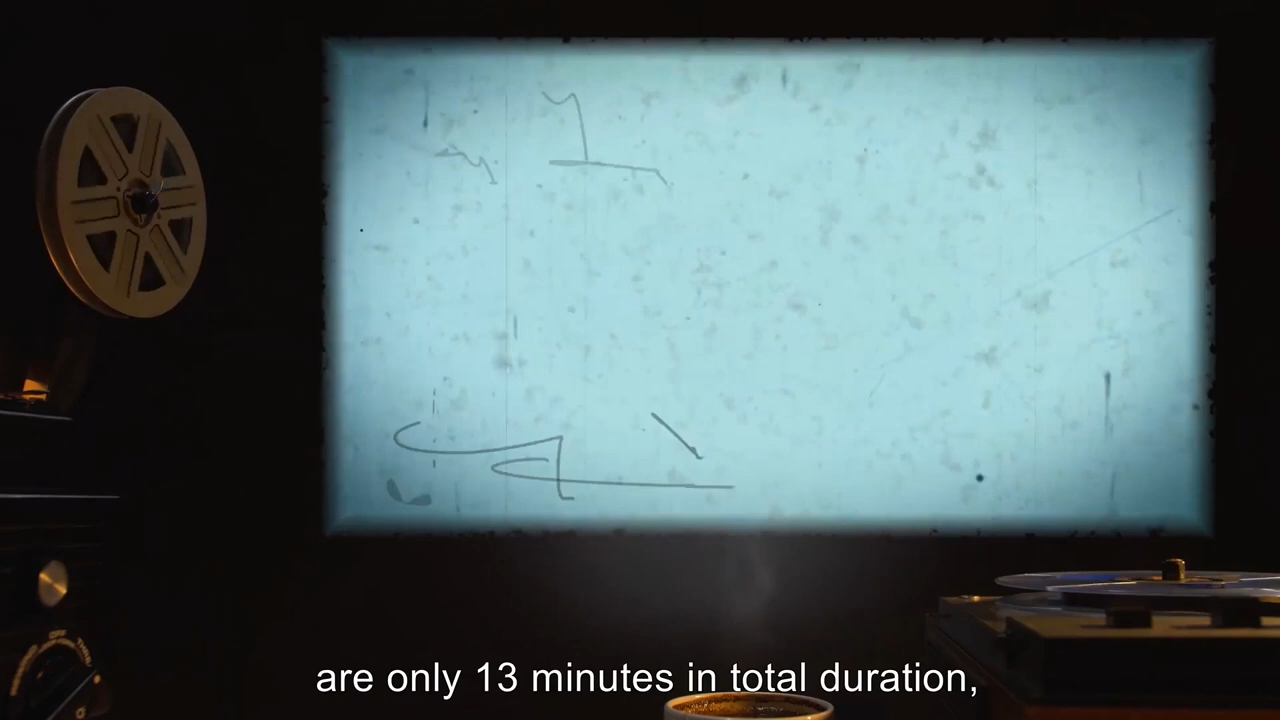 are only 13 minutes in total duration,